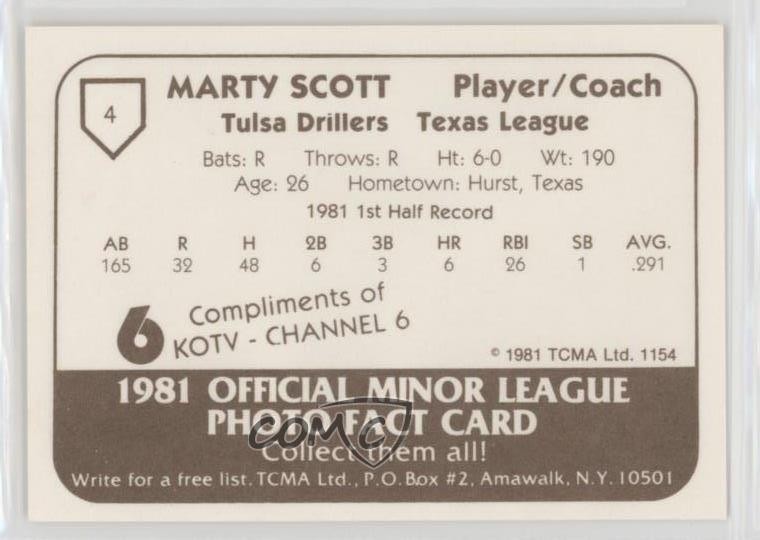 4
MARTY SCOTT Player/Coach
Tulsa Drillers Texas League
Bats: R Throws: R Ht: 6-0 Wt: 190
Age: 26 Hometown: Hurst, Texas
1981 1st Half Record
AB R H 2B 3B HR RBI SB AVG.
165 32 48 6 3 6 26 1 .291
6 Compliments of
KOTV - CHANNEL 6
© 1981 TCMA Ltd. 1154
1981 OFFICIAL MINOR LEAGUE
PHOTO FACT CARD
COMC
Collect them all!
Write for a free list. TCMA Ltd., P.O. Box #2, Amawalk, N.Y. 10501